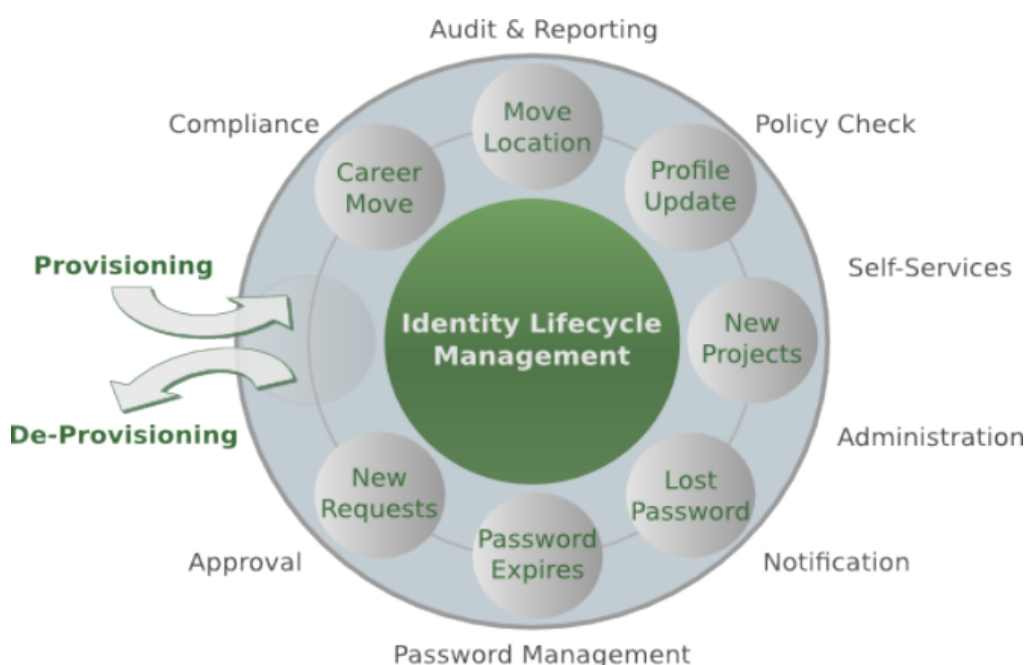 Audit & Reporting
Compliance
Move
Location
Policy Check
Career
Move
Profile
Update
Provisioning
Self-Services
Identity Lifecycle
Management
New
Projects
De-Provisioning
Administration
New
Requests
Lost
Password
Password
Expires
Approval
Notification
Password Management